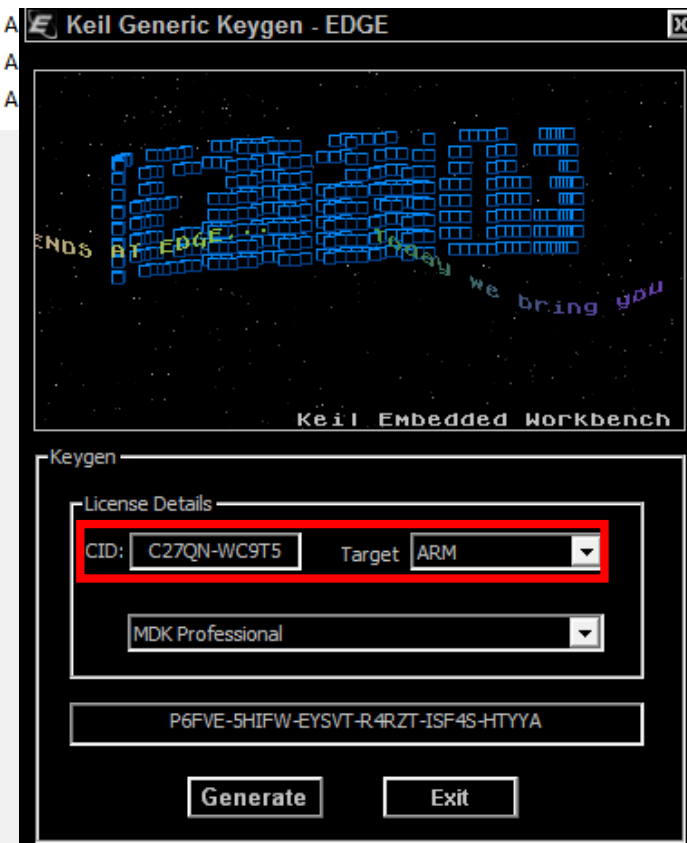 A
A
A
Keil Generic Keygen - EDGE
ENDS AT EDGE...
Today we bring you
Keil Embedded Workbench
Keygen
License Details
CID: C27QN-WC9T5 Target ARM
MDK Professional
P6FVE-5HIFW-EYSVT-R4RZT-ISF4S-HTYYA
Generate Exit